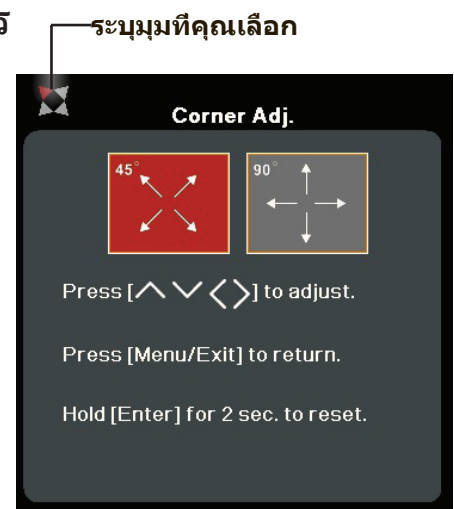 ระบุมุมที่คุณเลือก
Corner Adj.
45°
90°
Press [∧ ∨ < >] to adjust.
Press [Menu/Exit] to return.
Hold [Enter] for 2 sec. to reset.